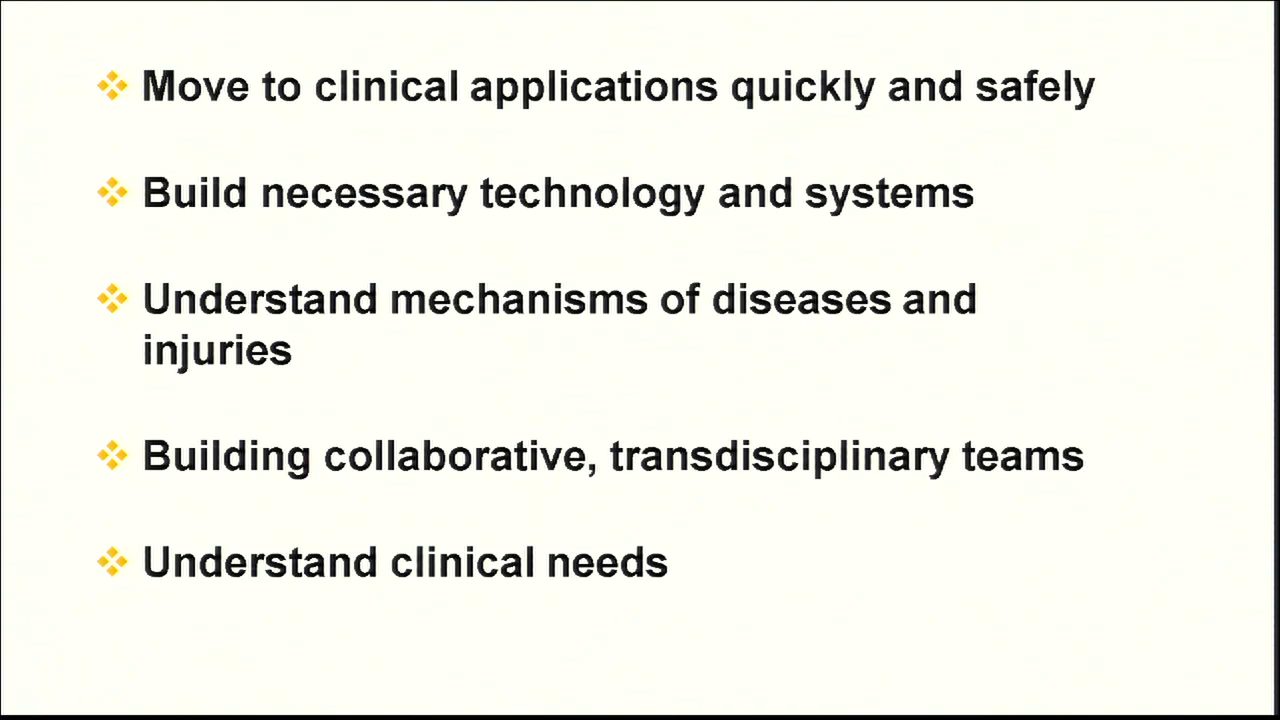 Move to clinical applications quickly and safely
Build necessary technology and systems
Understand mechanisms of diseases and
injuries
Building collaborative, transdisciplinary teams
Understand clinical needs